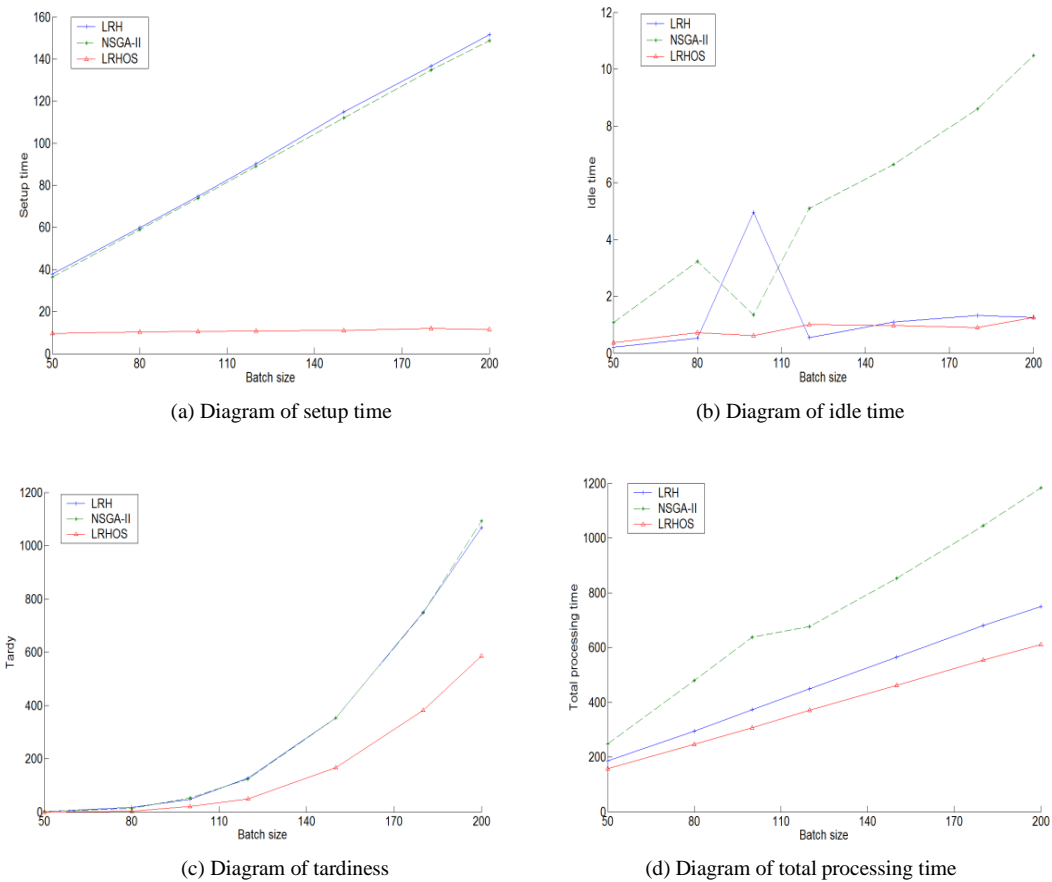 160
140
120
100
80
60
40
20
0
Setup time
LRH
NSGA-II
LRHOS
50
80
110
140
170
200
Batch size
(a) Diagram of setup time
12
10
8
6
4
2
0
Idle time
LRH
NSGA-II
LRHOS
50
80
110
140
170
200
Batch size
(b) Diagram of idle time
1200
1000
800
600
400
200
0
Tardy
LRH
NSGA-II
LRHOS
50
80
110
140
170
200
Batch size
(c) Diagram of tardiness
1200
1000
800
600
400
200
0
Total processing time
LRH
NSGA-II
LRHOS
50
80
110
140
170
200
Batch size
(d) Diagram of total processing time